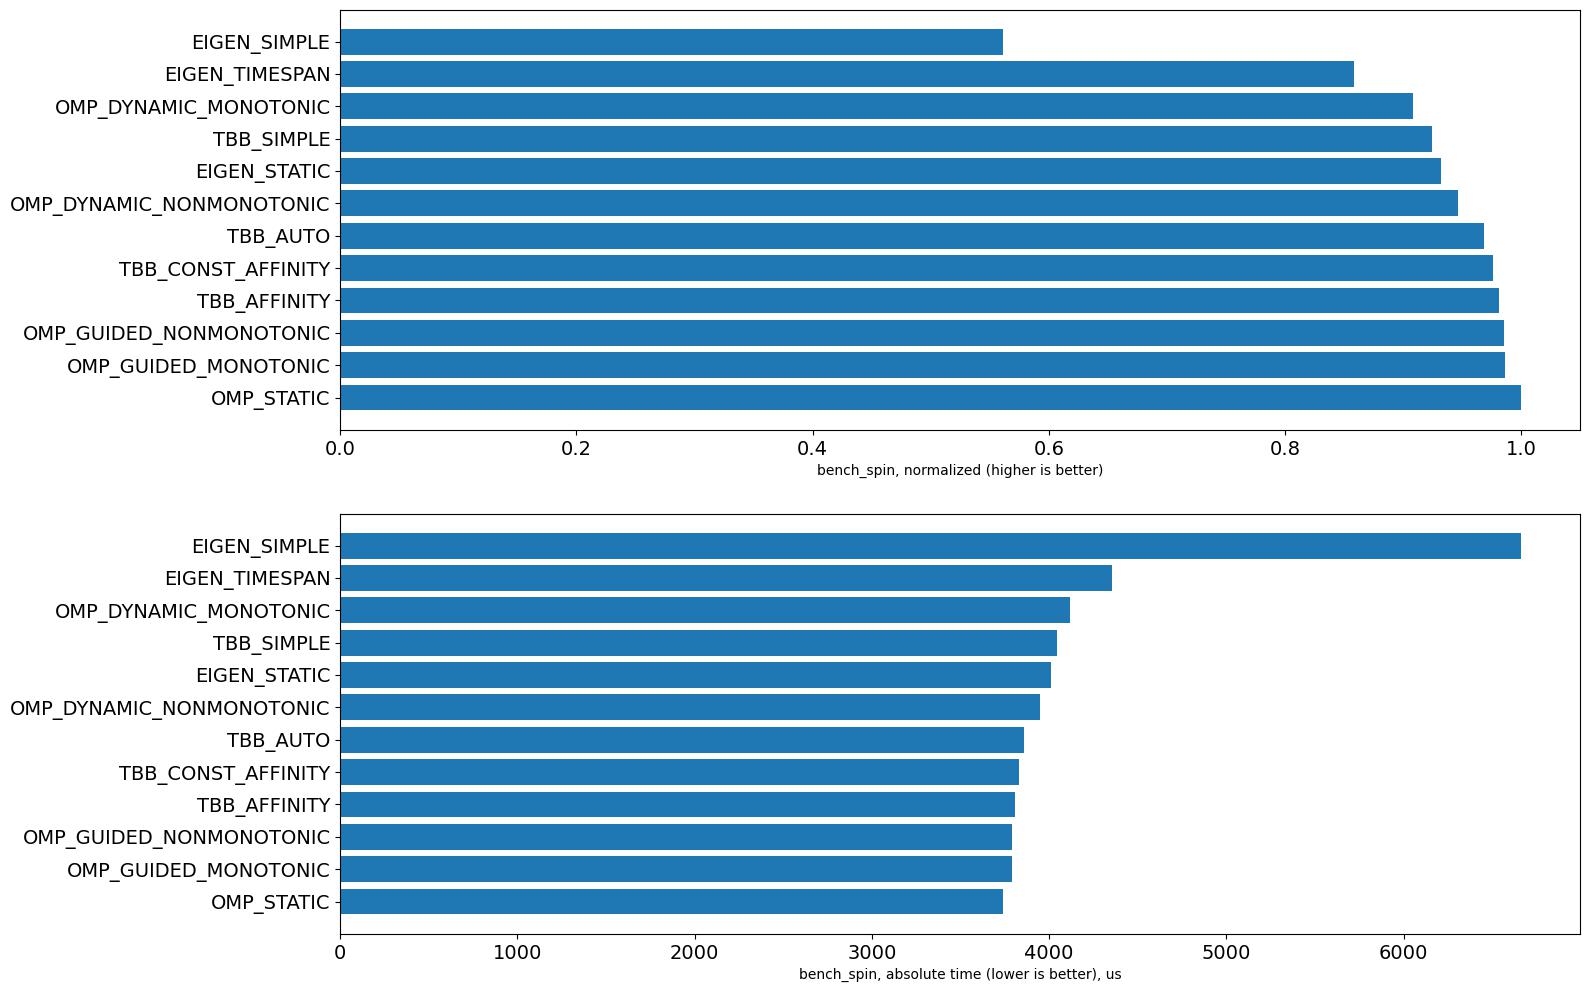 EIGEN_SIMPLE
EIGEN_TIMESPAN
OMP_DYNAMIC_MONOTONIC
TBB_SIMPLE
EIGEN_STATIC
OMP_DYNAMIC_NONMONOTONIC
TBB_AUTO
TBB_CONST_AFFINITY
TBB_AFFINITY
OMP_GUIDED_NONMONOTONIC
OMP_GUIDED_MONOTONIC
OMP_STATIC
0.0 0.2 0.4 0.6 0.8 1.0
bench_spin, normalized (higher is better)
EIGEN_SIMPLE
EIGEN_TIMESPAN
OMP_DYNAMIC_MONOTONIC
TBB_SIMPLE
EIGEN_STATIC
OMP_DYNAMIC_NONMONOTONIC
TBB_AUTO
TBB_CONST_AFFINITY
TBB_AFFINITY
OMP_GUIDED_NONMONOTONIC
OMP_GUIDED_MONOTONIC
OMP_STATIC
0 1000 2000 3000 4000 5000 6000
bench_spin, absolute time (lower is better), us